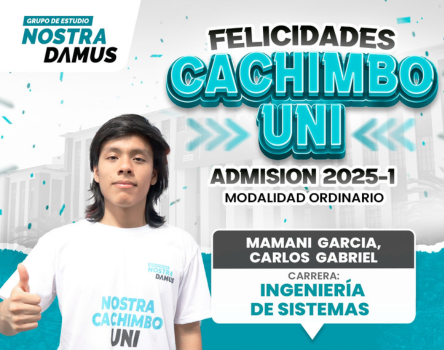 GRUPO DE ESTUDIO
NOSTRA
DAMUS
FELICIDADES
CACHIMBO
UNI
ADMISION 2025-1
MODALIDAD ORDINARIO
MAMANI GARCIA,
CARLOS GABRIEL
CARRERA:
INGENIERÍA
DE SISTEMAS
NOSTRA
DAMUS
NOSTRA
CACHIMBO
UNI